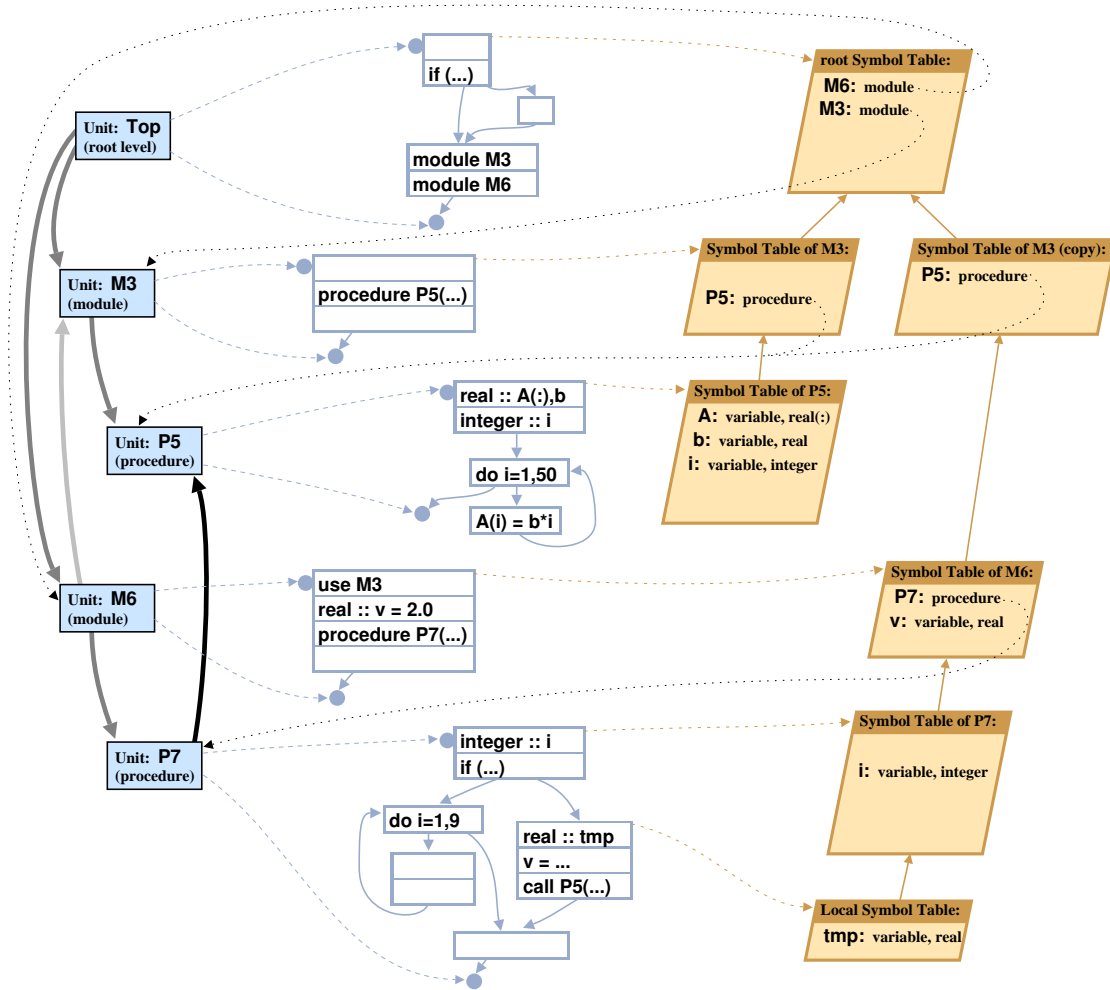 Unit: Top
(root level)
Unit: M3
(module)
Unit: P5
(procedure)
Unit: M6
(module)
Unit: P7
(procedure)
if (...)
module M3
module M6
procedure P5(...)
real :: A(:),b
integer :: i
do i=1,50
A(i) = b*i
use M3
real :: v = 2.0
procedure P7(...)
integer :: i
if (...)
do i=1,9
real :: tmp
v = ...
call P5(...)
root Symbol Table:
M6: module
M3: module
Symbol Table of M3:
P5: procedure
Symbol Table of M3 (copy):
P5: procedure
Symbol Table of P5:
A: variable, real(:)
b: variable, real
i: variable, integer
Symbol Table of M6:
P7: procedure
v: variable, real
Symbol Table of P7:
i: variable, integer
Local Symbol Table:
tmp: variable, real